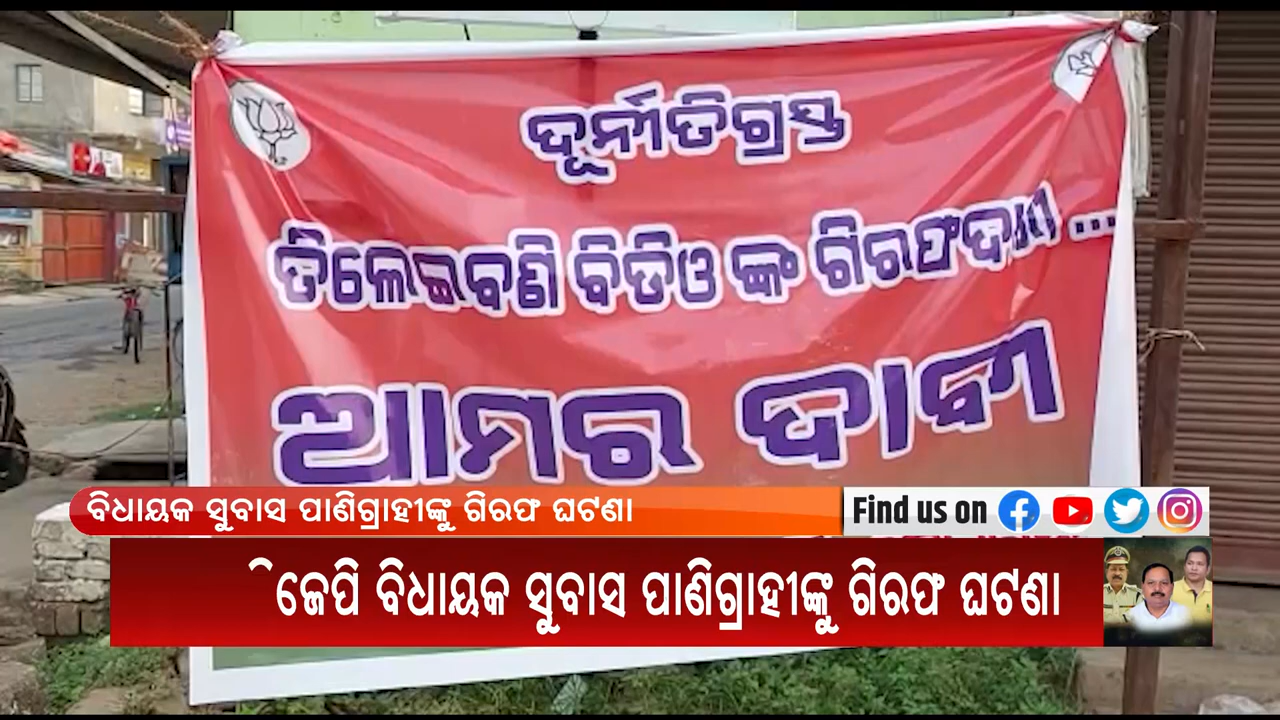 ଦୂର୍ନୀତିଗ୍ରସ୍ତ
ତିଲେଇବଣି ବିଡିଓ ଙ୍କ ଗିରଫଦାରୀ ...
ଆମର ଦାବୀ
ବିଧାୟକ ସୁବାସ ପାଣିଗ୍ରାହୀଙ୍କୁ ଗିରଫ ଘଟଣା
Find us on
ିଜେପି ବିଧାୟକ ସୁବାସ ପାଣିଗ୍ରାହୀଙ୍କୁ ଗିରଫ ଘଟଣା